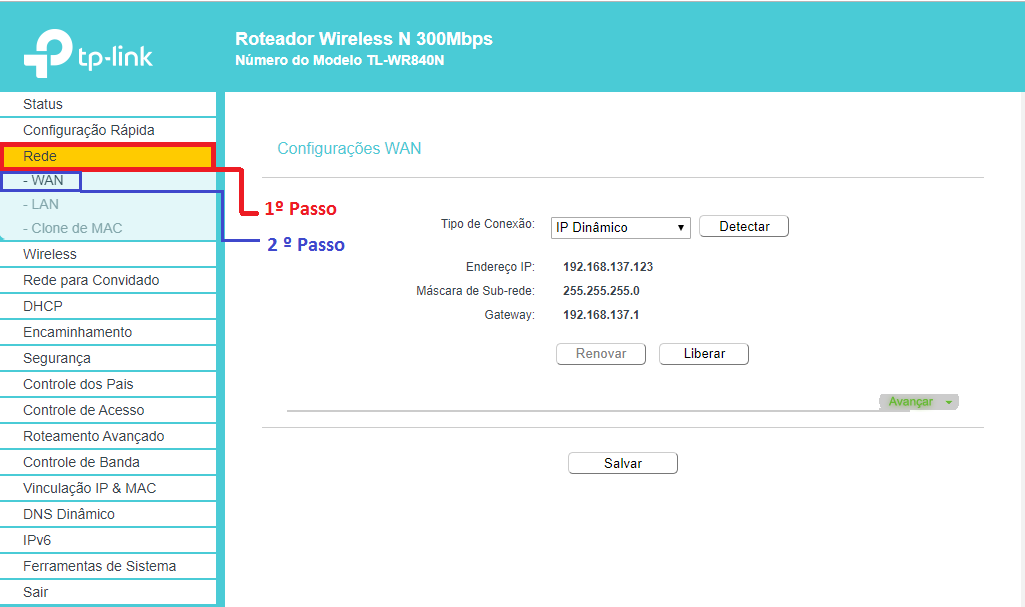 tp-link
Roteador Wireless N 300Mbps
Número do Modelo TL-WR840N
Status
Configuração Rápida
Rede
- WAN
- LAN
- Clone de MAC
Wireless
Rede para Convidado
DHCP
Encaminhamento
Segurança
Controle dos Pais
Controle de Acesso
Roteamento Avançado
Controle de Banda
Vinculação IP & MAC
DNS Dinâmico
IPv6
Ferramentas de Sistema
Sair
1º Passo
2 º Passo
Configurações WAN
Tipo de Conexão: IP Dinâmico Detectar
Endereço IP: 192.168.137.123
Máscara de Sub-rede: 255.255.255.0
Gateway: 192.168.137.1
Renovar Liberar
Avançar
Salvar